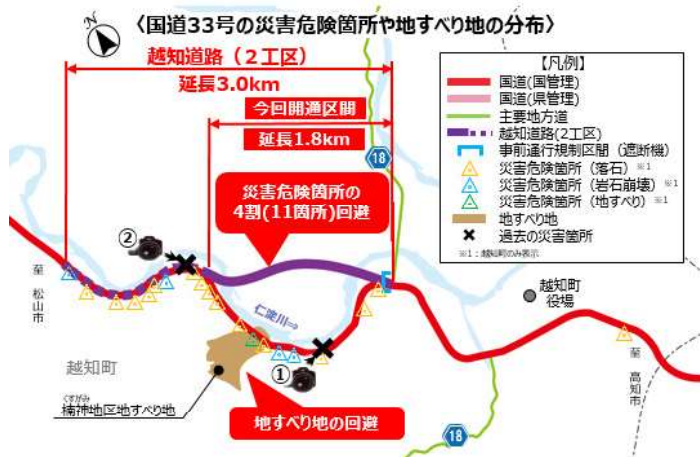 〈国道33号の災害危険箇所や地すべり地の分布〉
越知道路（2工区）
延長3.0km
今回開通区間
延長1.8km
18
災害危険箇所の
4割(11箇所)回避
②
至 松山市
仁淀川⇒
越知町
役場
越知町
①
至 高知市
くすがみ
楠神地区地すべり地
地すべり地の回避
18
【凡例】
国道(国管理)
国道(県管理)
主要地方道
越知道路(2工区)
事前通行規制区間（遮断機）
災害危険箇所（落石）※1
災害危険箇所（岩石崩壊）※1
災害危険箇所（地すべり）※1
地すべり地
過去の災害箇所
※1：越知町のみ表示